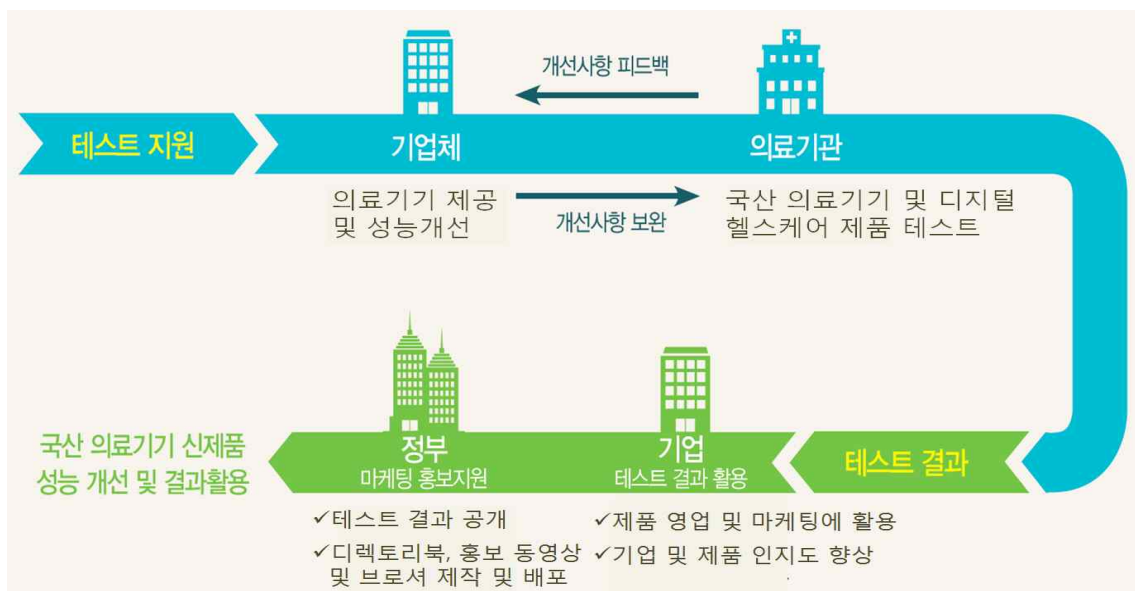 개선사항 피드백
테스트 지원
기업체
의료기관
의료기기 제공
및 성능개선
개선사항 보완
국산 의료기기 및 디지털
헬스케어 제품 테스트
국산 의료기기 신제품
성능 개선 및 결과활용
정부
마케팅 홍보지원
기업
테스트 결과 활용
테스트 결과
✓테스트 결과 공개
✓디렉토리북, 홍보 동영상
및 브로셔 제작 및 배포
✓제품 영업 및 마케팅에 활용
✓기업 및 제품 인지도 향상